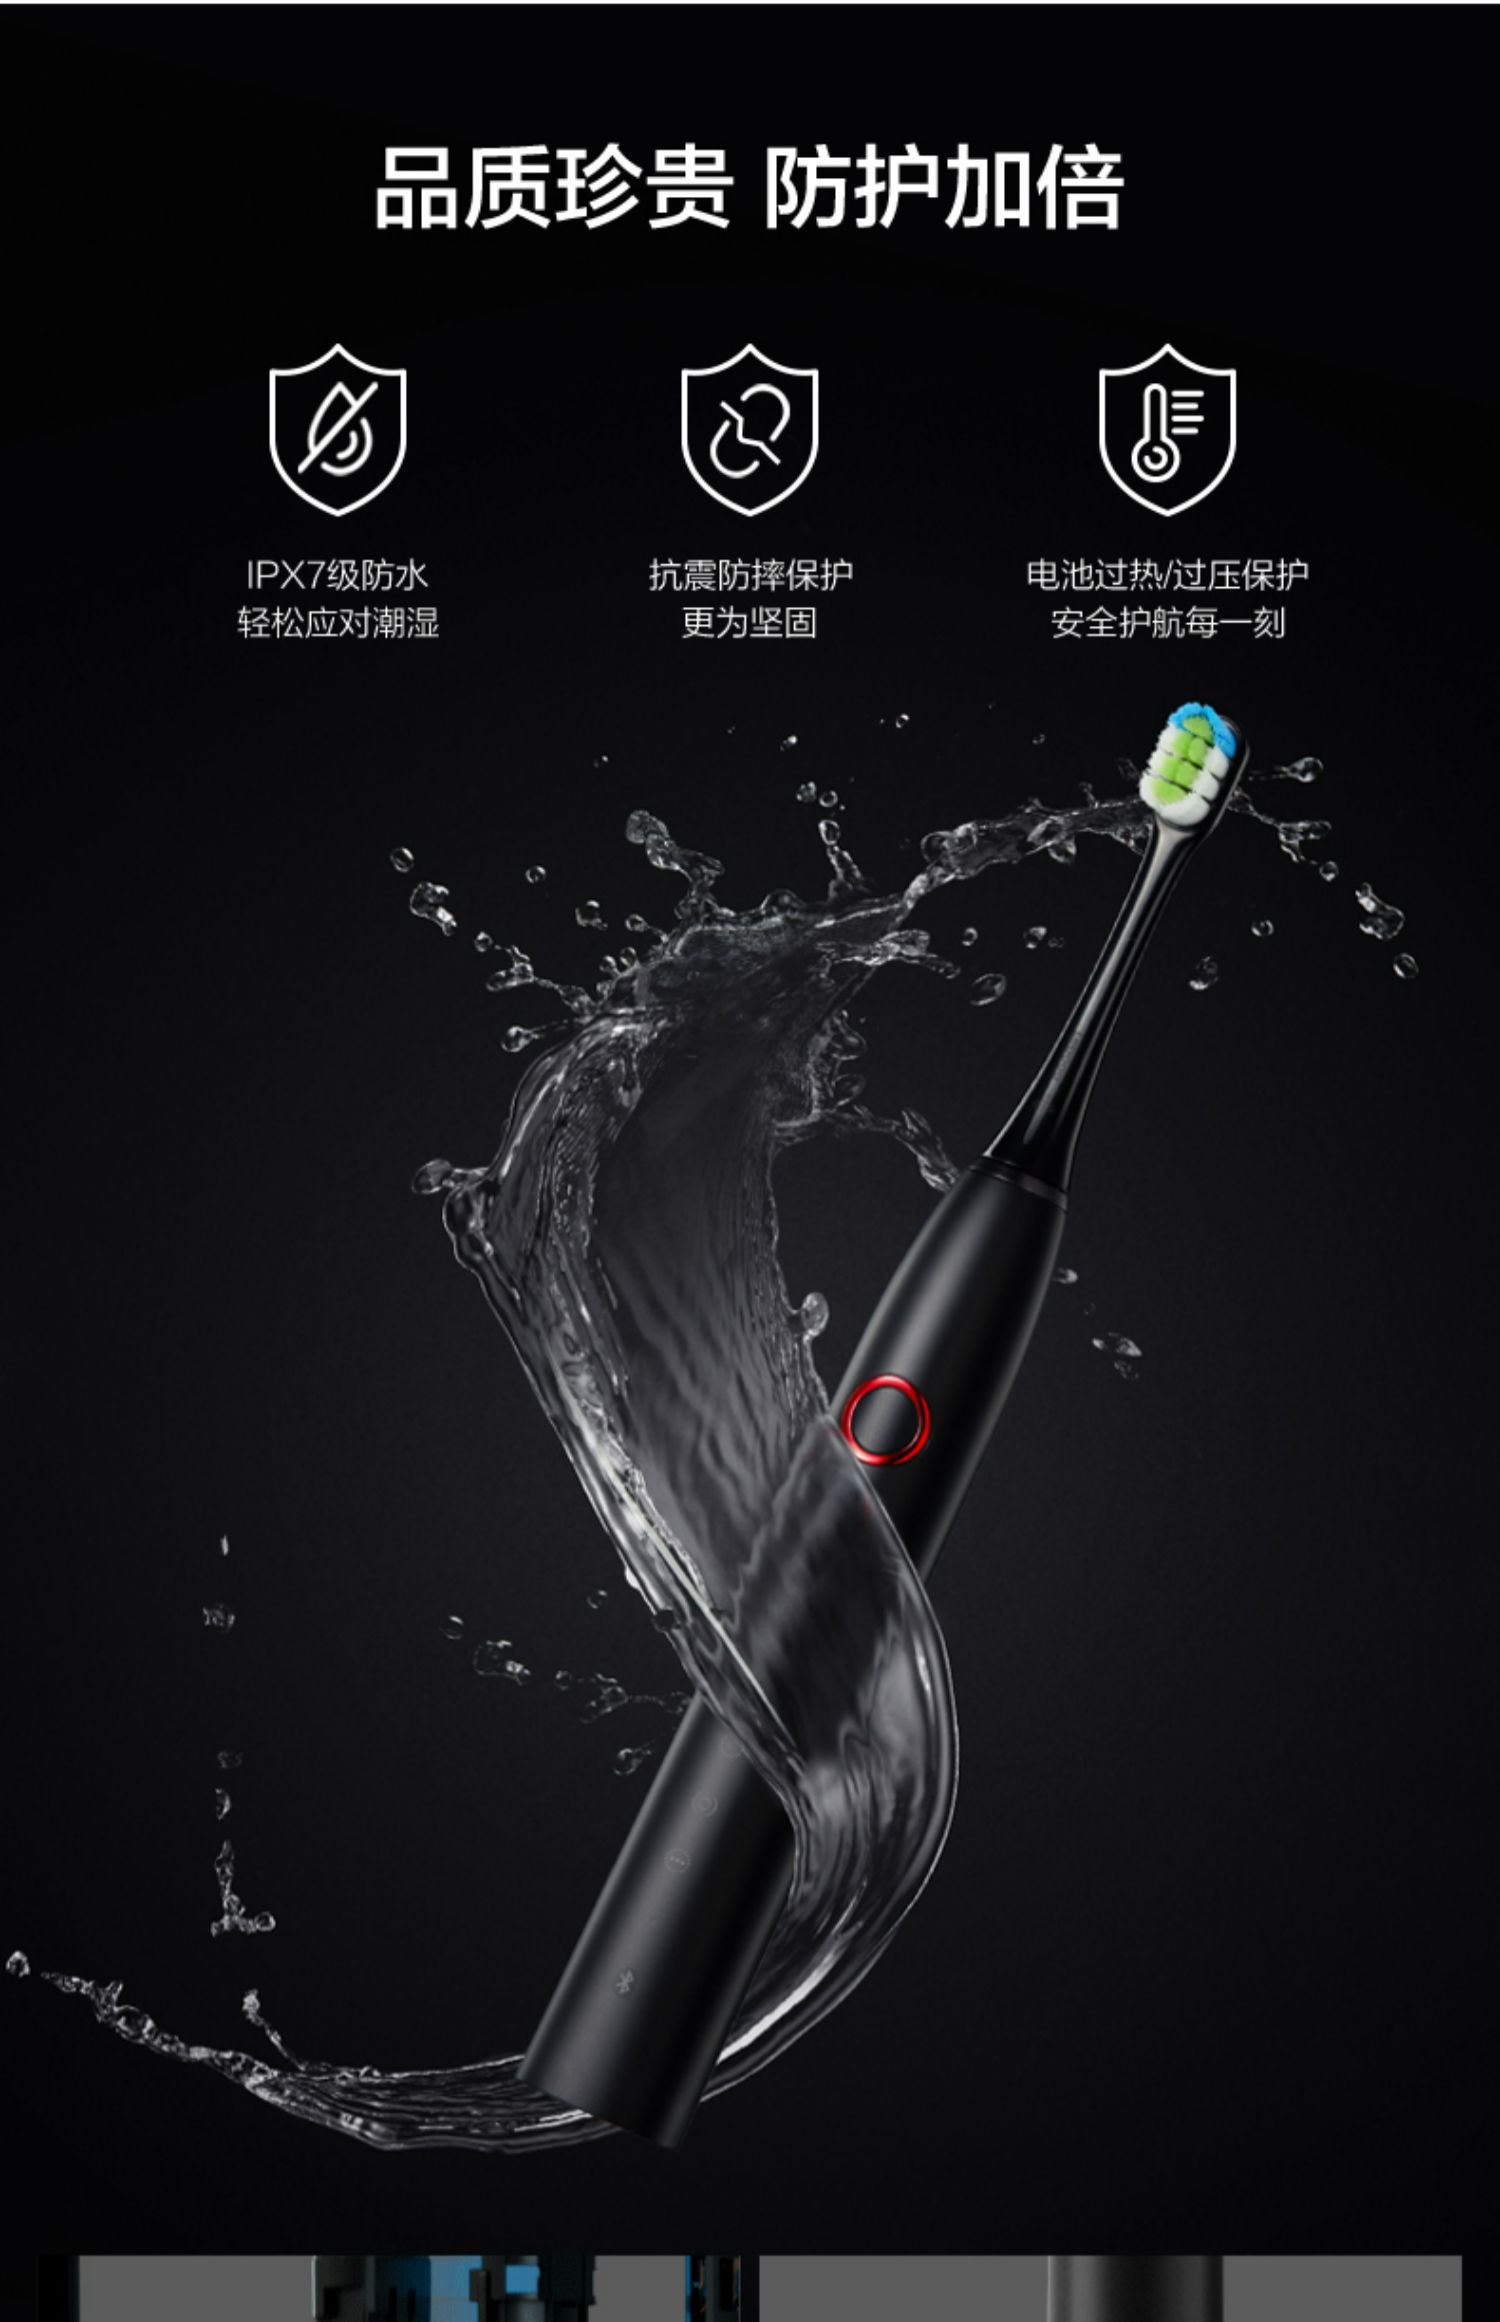 品质珍贵 防护加倍
IPX7级防水
轻松应对潮湿
抗震防摔保护
更为坚固
电池过热/过压保护
安全护航每一刻